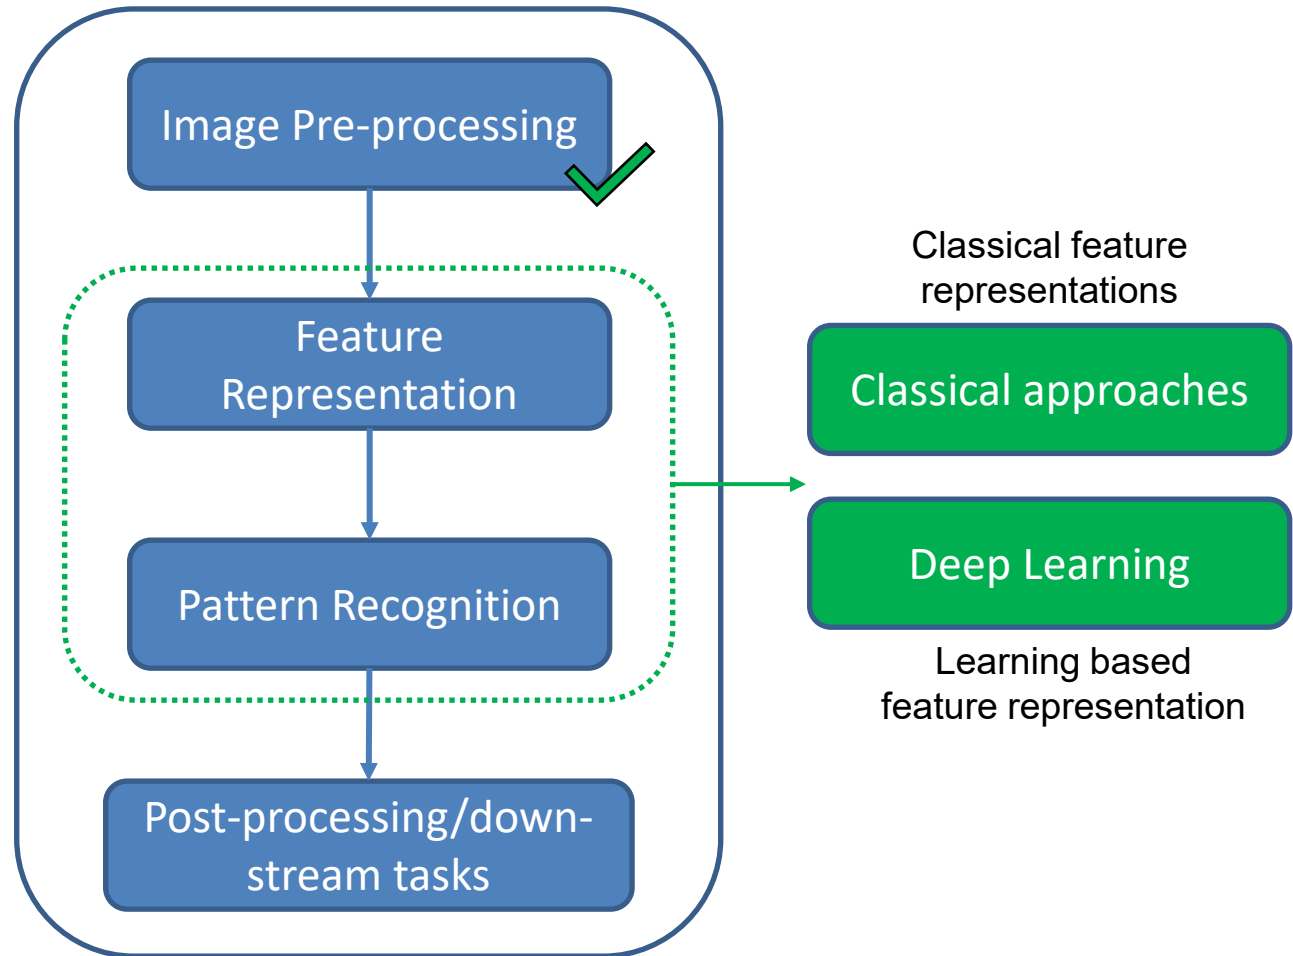 Image Pre-processing
Feature
Representation
Pattern Recognition
Post-processing/down-
stream tasks
Classical feature
representations
Classical approaches
Deep Learning
Learning based
feature representation